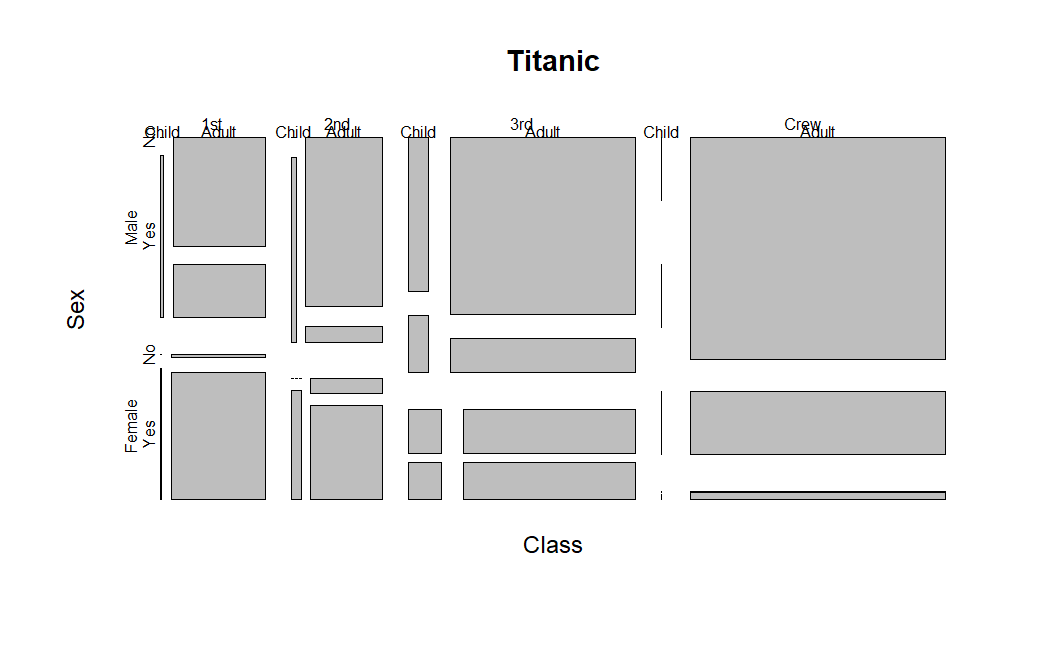 Titanic
1st 2nd 3rd Crew
Child Adult Child Adult Child Adult Child Adult
No
Male
Yes
Sex
No
Female
Yes
Class